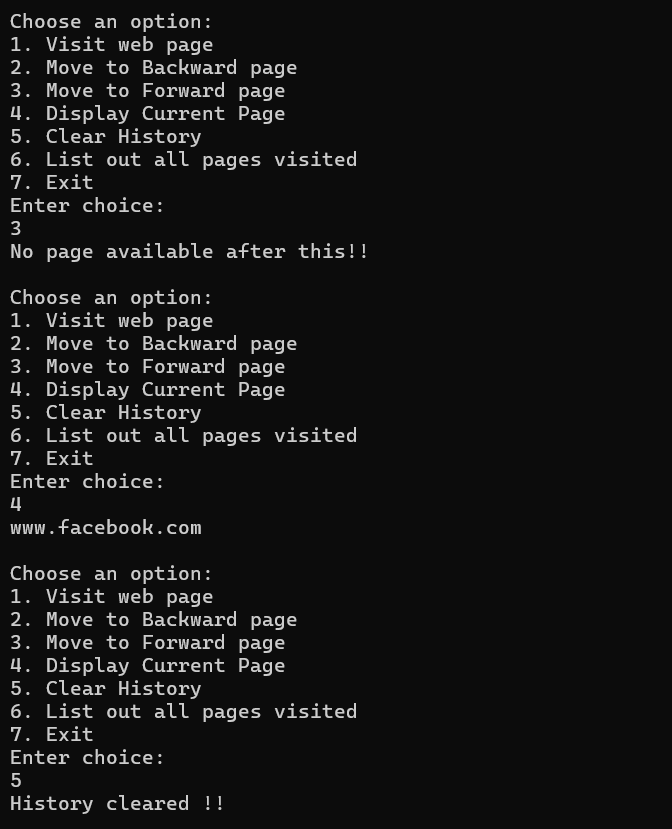 Choose an option:
1. Visit web page
2. Move to Backward page
3. Move to Forward page
4. Display Current Page
5. Clear History
6. List out all pages visited
7. Exit
Enter choice:
3
No page available after this!!

Choose an option:
1. Visit web page
2. Move to Backward page
3. Move to Forward page
4. Display Current Page
5. Clear History
6. List out all pages visited
7. Exit
Enter choice:
4
www.facebook.com

Choose an option:
1. Visit web page
2. Move to Backward page
3. Move to Forward page
4. Display Current Page
5. Clear History
6. List out all pages visited
7. Exit
Enter choice:
5
History cleared !!